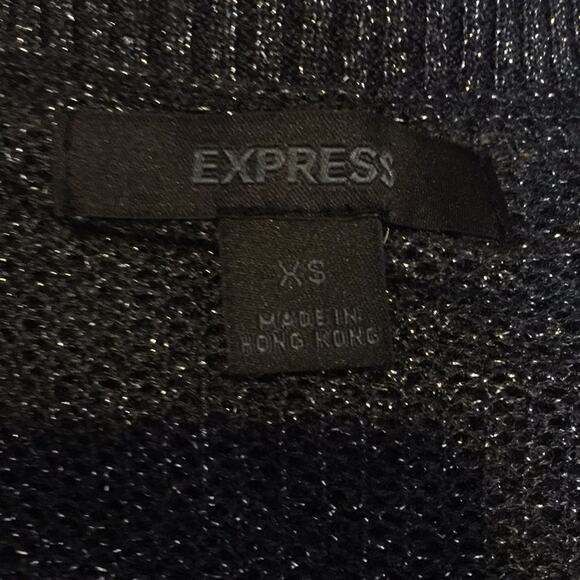 EXPRESS
XS
MADE IN
HONG KONG